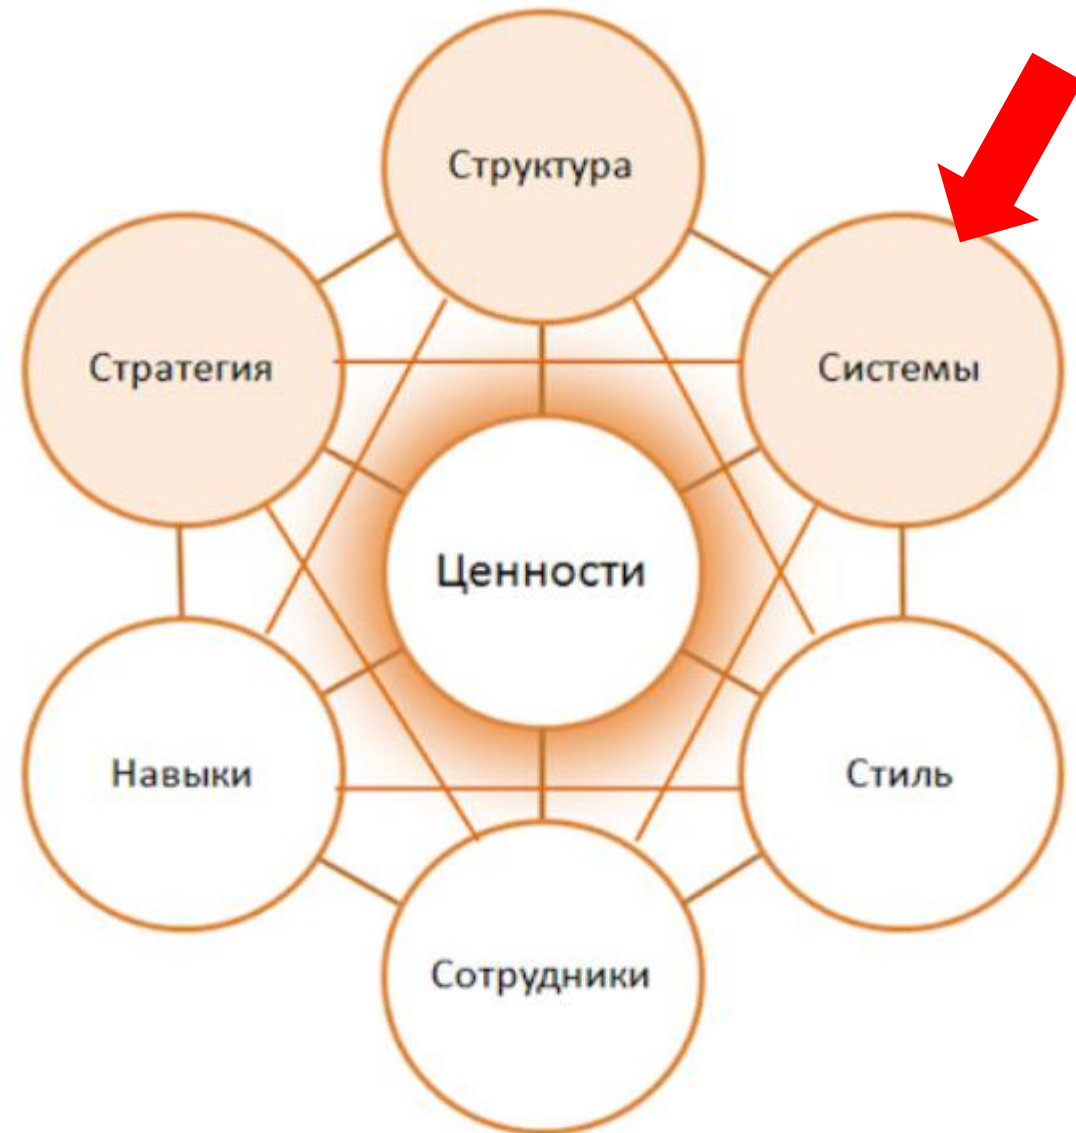 Структура
Стратегия
Системы
Ценности
Навыки
Стиль
Сотрудники